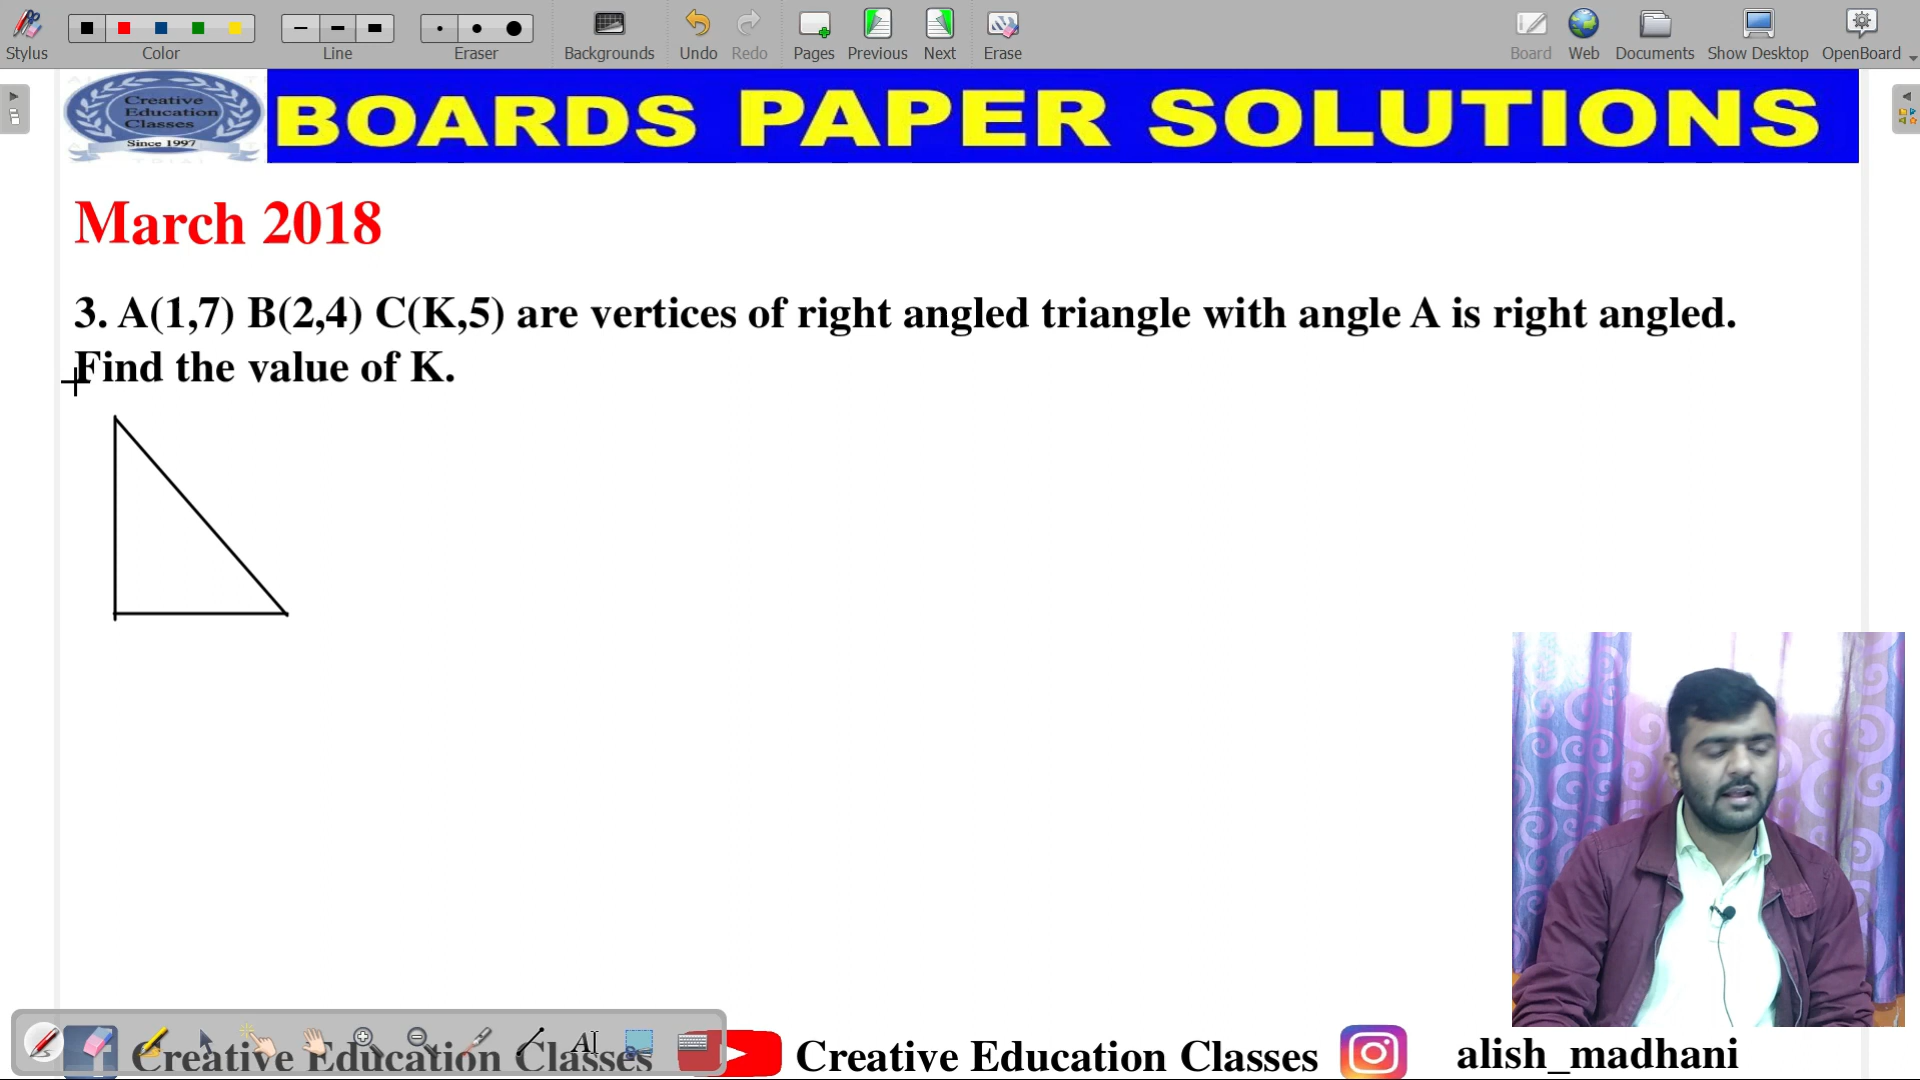 Stylus
Color
Line
Eraser
Backgrounds
Undo
Redo
Pages
Previous
Next
Erase
Board
Web
Documents
Show Desktop
OpenBoard
Creative
Education
Classes
Since 1997
BOARDS PAPER SOLUTIONS
March 2018
3. A(1,7) B(2,4) C(K,5) are vertices of right angled triangle with angle A is right angled.
Find the value of K.
Creative Education Classes
Creative Education Classes
alish_madhani